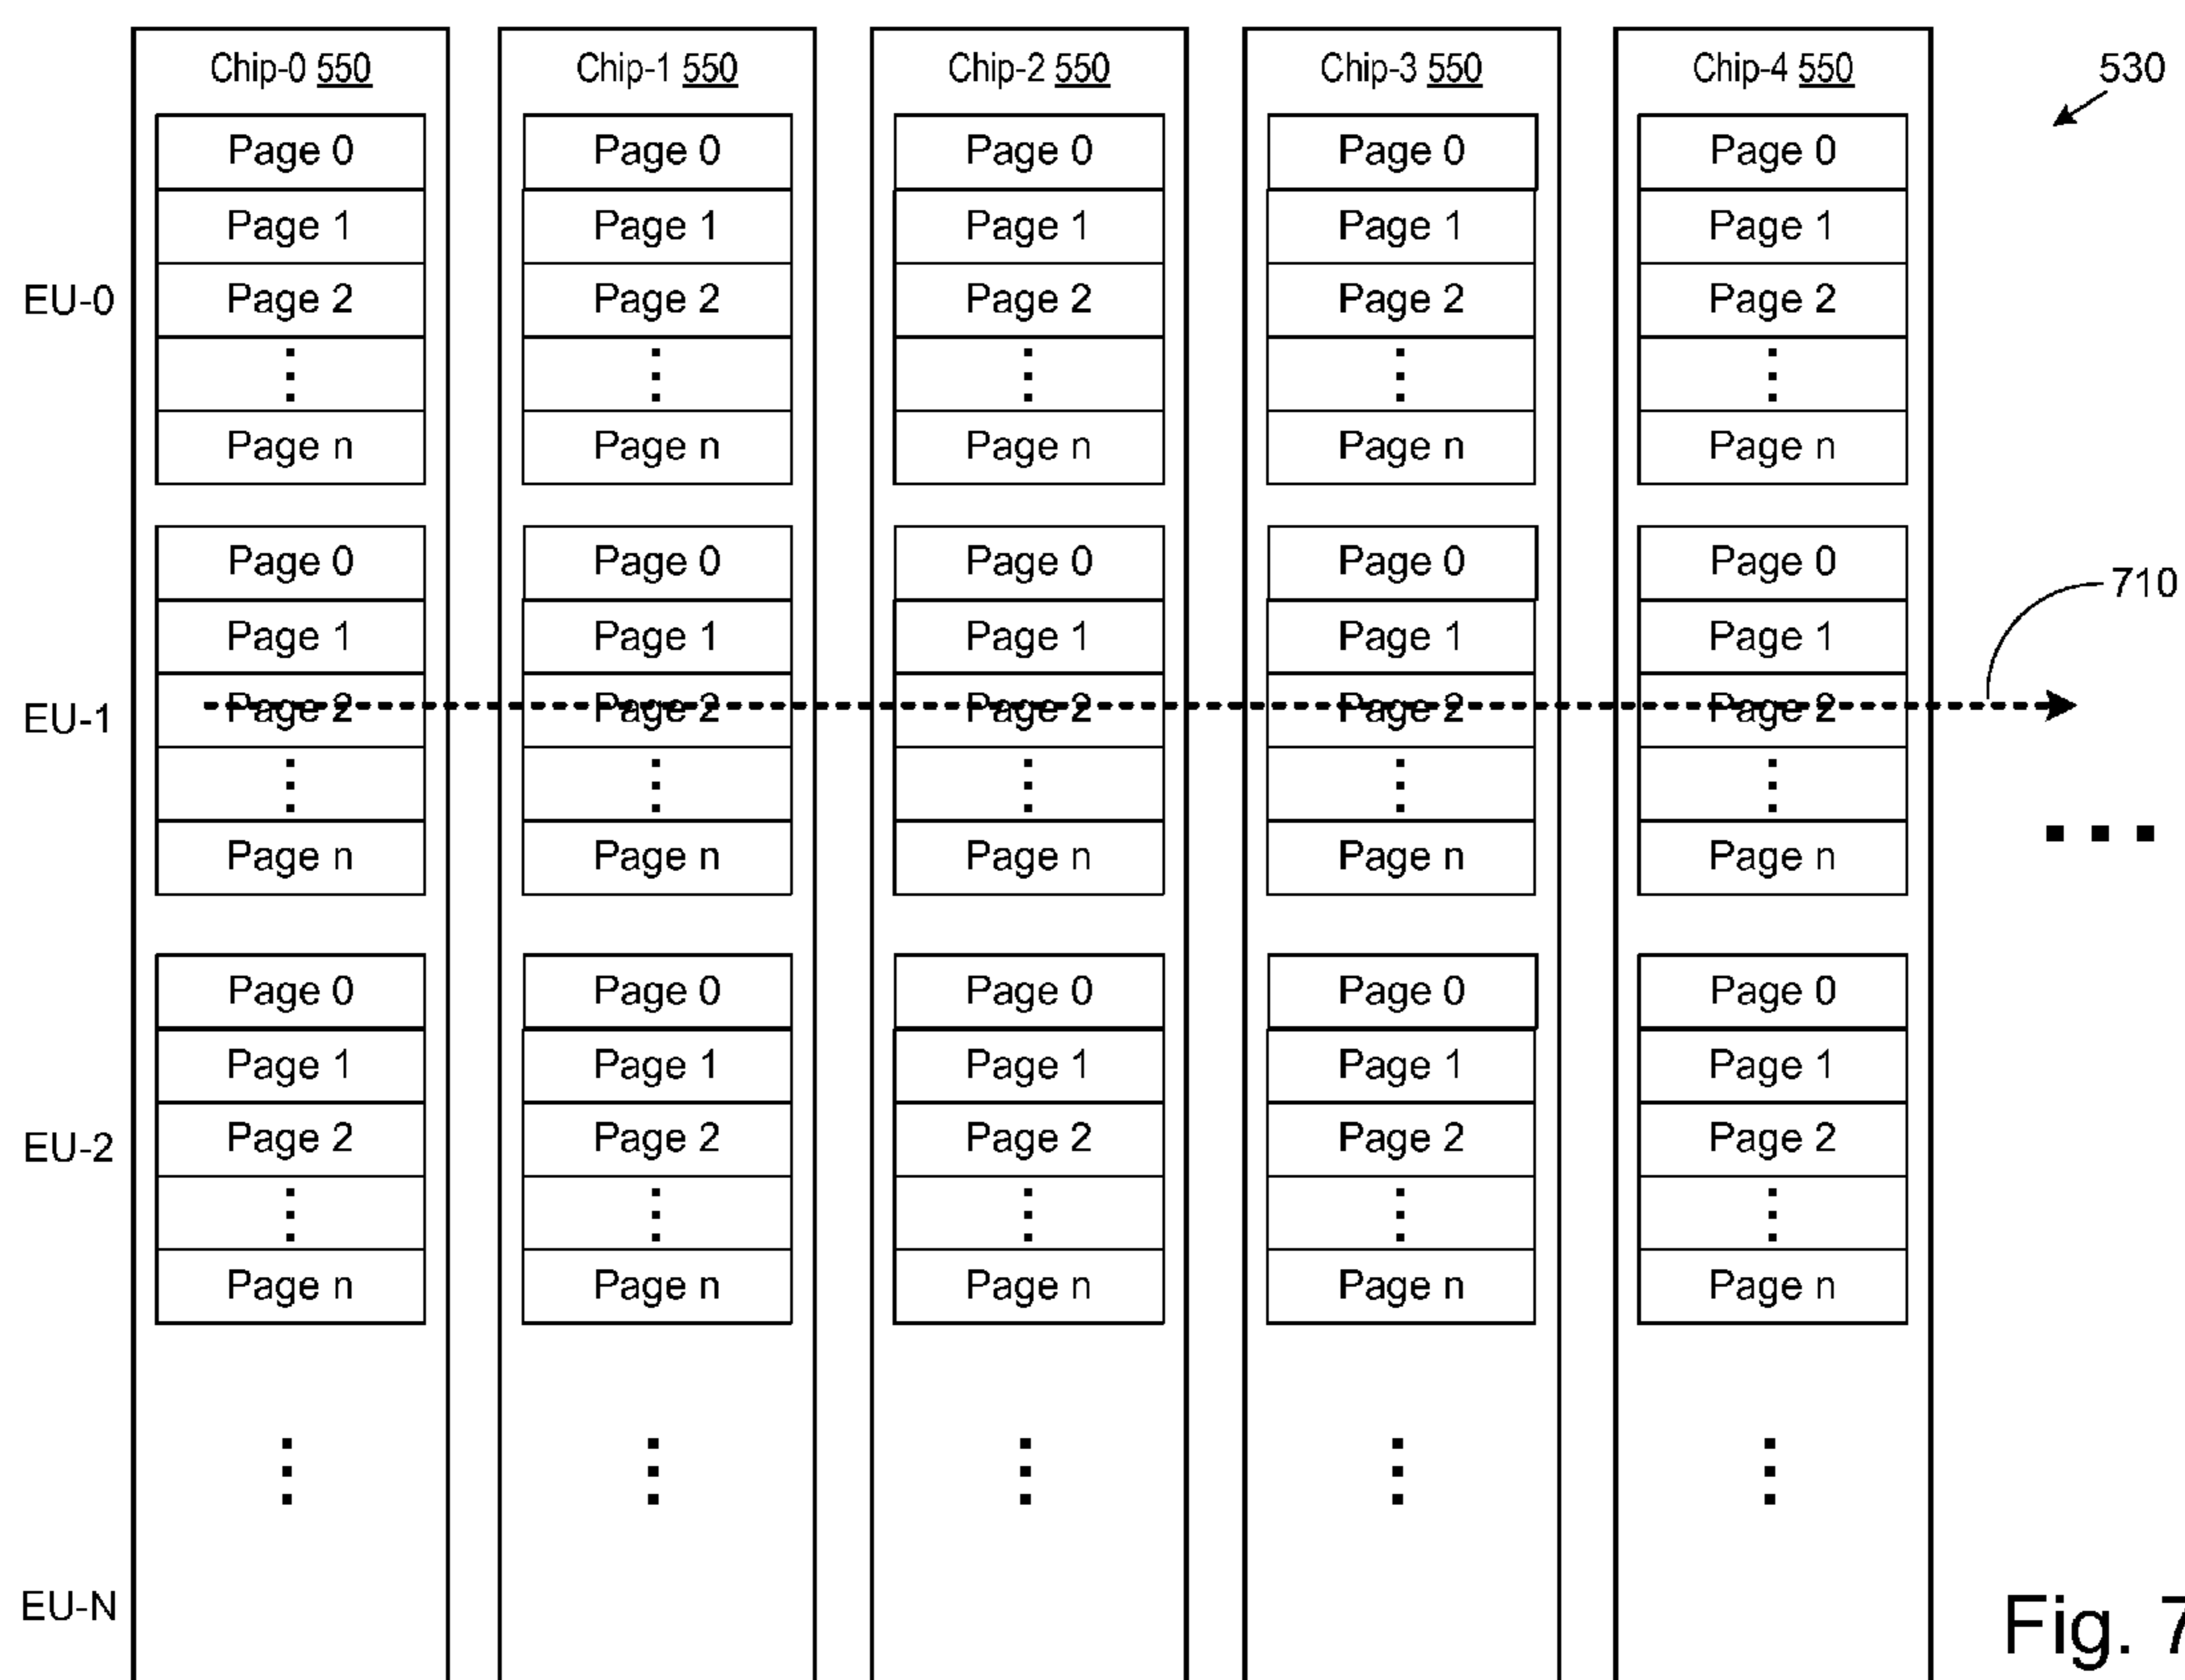 Chip-0 550 Chip-1 550 Chip-2 550 Chip-3 550 Chip-4 550 530
Page 0 Page 0 Page 0 Page 0 Page 0
Page 1 Page 1 Page 1 Page 1 Page 1
EU-0 Page 2 Page 2 Page 2 Page 2 Page 2
Page n Page n Page n Page n Page n
Page 0 Page 0 Page 0 Page 0 Page 0 710
Page 1 Page 1 Page 1 Page 1 Page 1
EU-1 Page 2 Page 2 Page 2 Page 2 Page 2
Page n Page n Page n Page n Page n
Page 0 Page 0 Page 0 Page 0 Page 0
Page 1 Page 1 Page 1 Page 1 Page 1
EU-2 Page 2 Page 2 Page 2 Page 2 Page 2
Page n Page n Page n Page n Page n
EU-N
Fig. 7